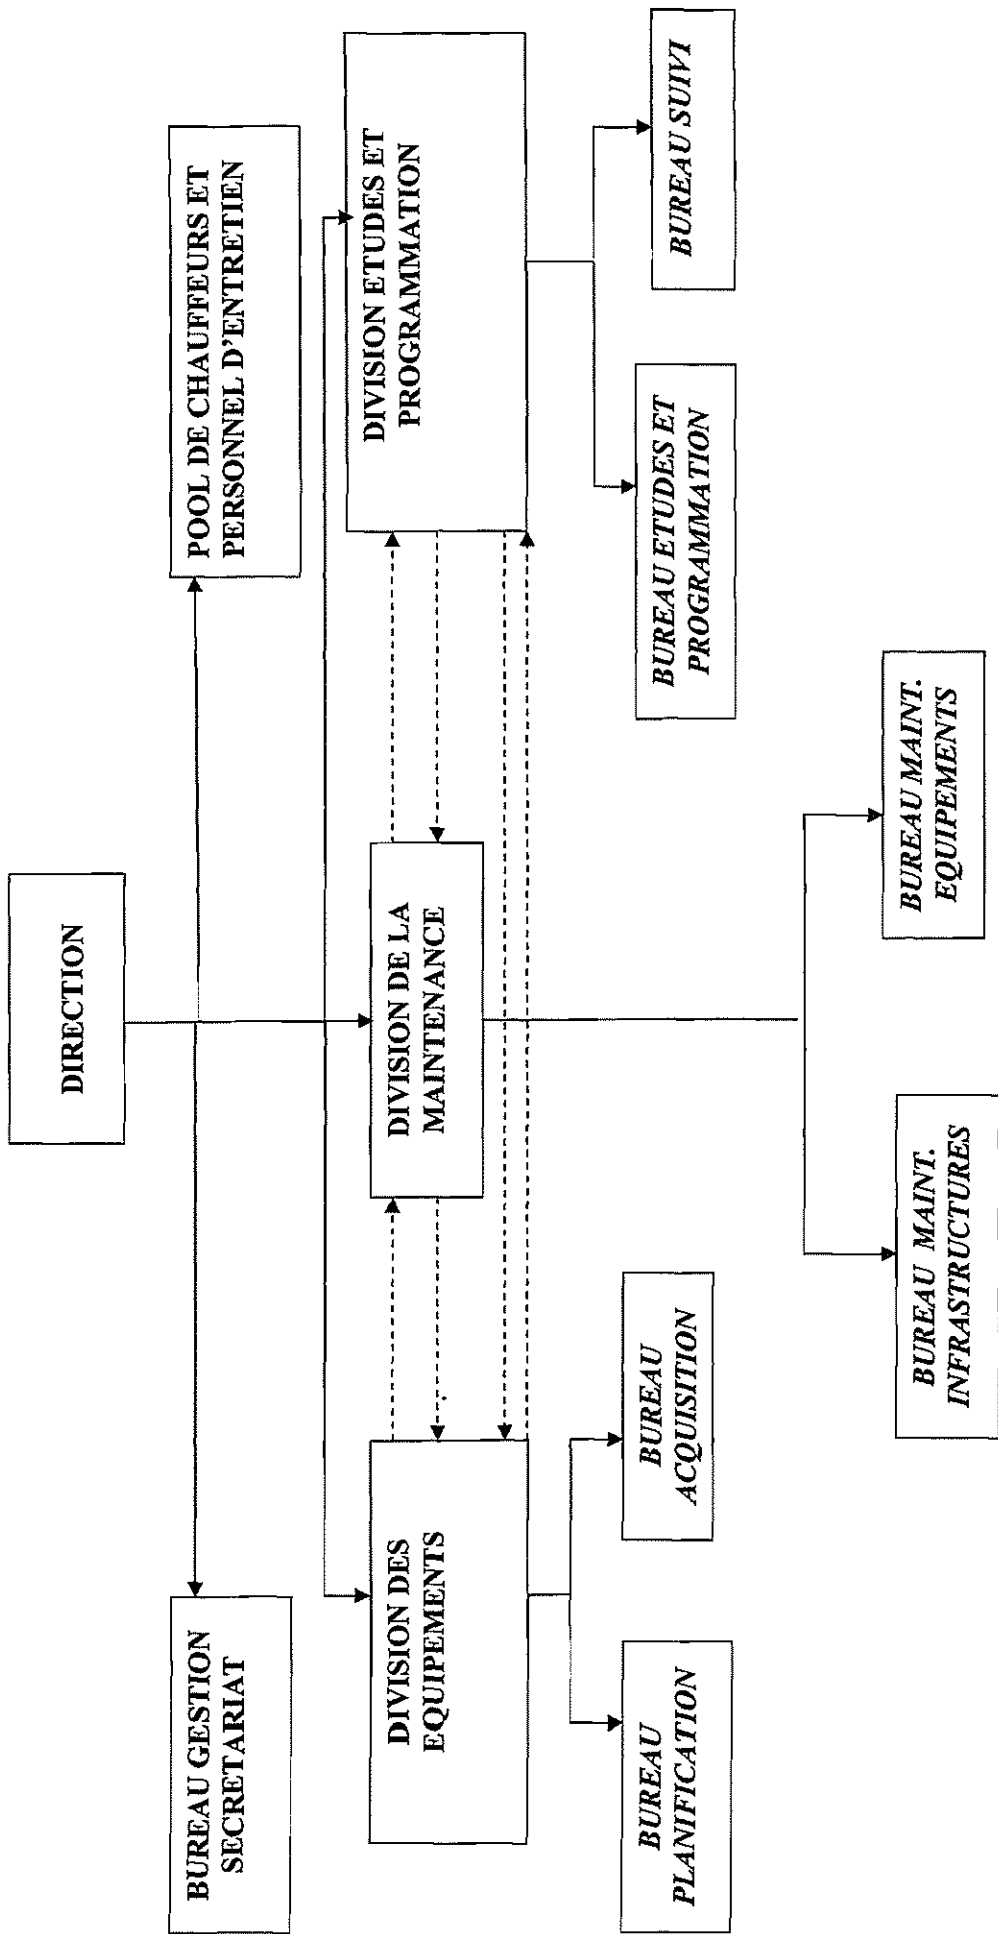 DIRECTION
BUREAU GESTION
SECRETARIAT
POOL DE CHAUFFEURS ET
PERSONNEL D'ENTRETIEN
DIVISION DES
EQUIPEMENTS
DIVISION DE LA
MAINTENANCE
DIVISION ETUDES ET
PROGRAMMATION
BUREAU
PLANIFICATION
BUREAU
ACQUISITION
BUREAU ETUDES ET
PROGRAMMATION
BUREAU SUIVI
BUREAU MAINT.
INFRASTRUCTURES
BUREAU MAINT.
EQUIPEMENTS